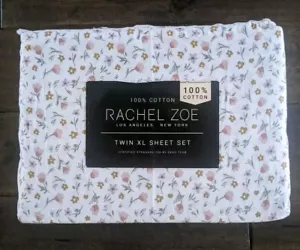 100% COTTON
100%
COTTON
RACHEL ZOE
LOS ANGELES. NEW YORK
TWIN XL SHEET SET